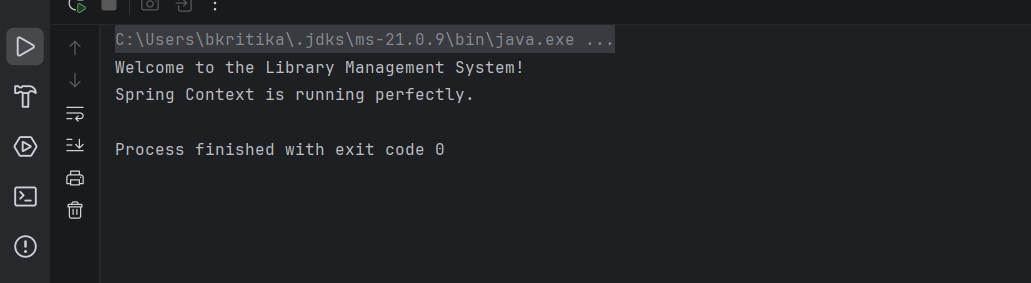 C:\Users\bkritika\.jdks\ms-21.0.9\bin\java.exe ...
Welcome to the Library Management System!
Spring Context is running perfectly.
Process finished with exit code 0